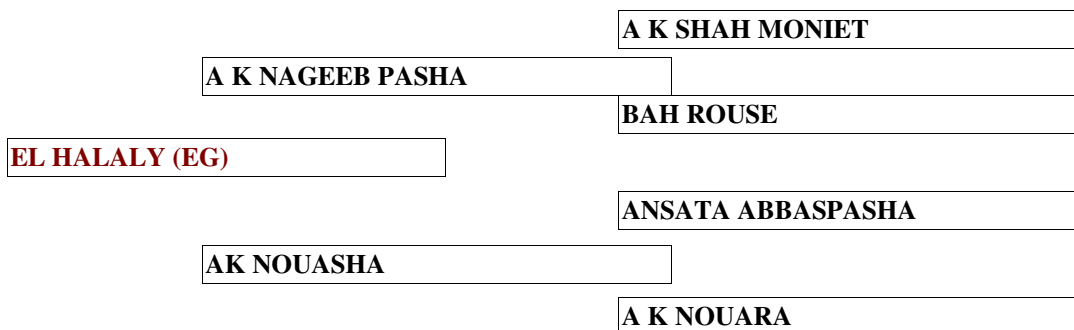 A K SHAH MONIET
A K NAGEEB PASHA
BAH ROUSE
EL HALALY (EG)
ANSATA ABBASPASHA
AK NOUASHA
A K NOUARA